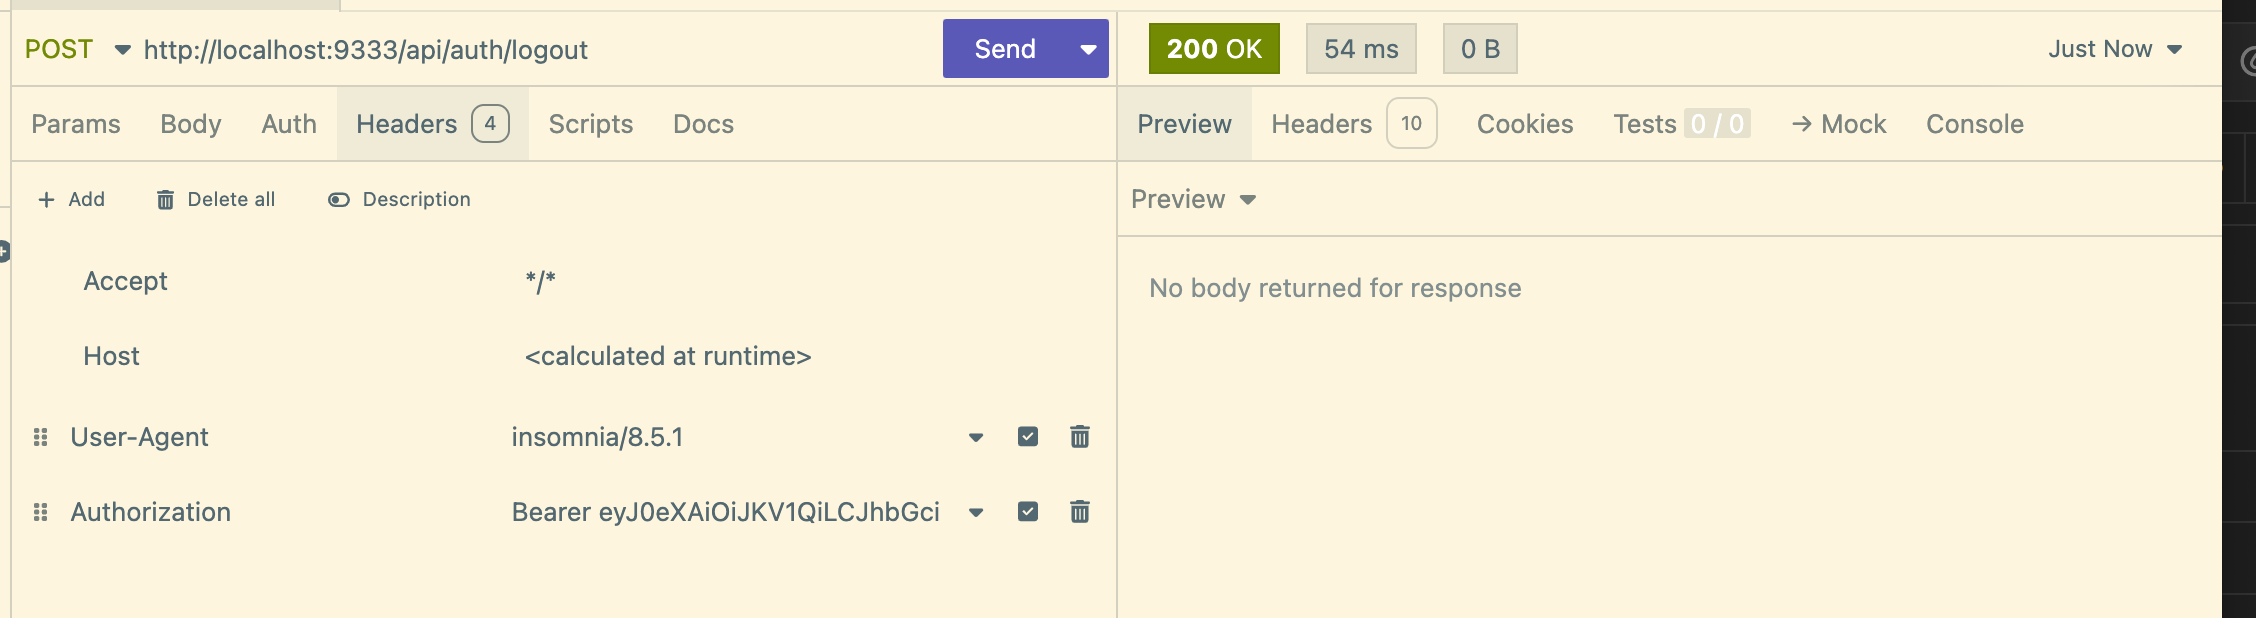 POST http://localhost:9333/api/auth/logout Send
200 OK 54 ms 0 B Just Now
Params Body Auth Headers 4 Scripts Docs
Preview Headers 10 Cookies Tests 0 / 0 → Mock Console
+ Add Delete all Description
Preview
Accept */*
Host <calculated at runtime>
User-Agent insomnia/8.5.1
Authorization Bearer eyJ0eXAiOiJKV1QiLCJhbGci
No body returned for response